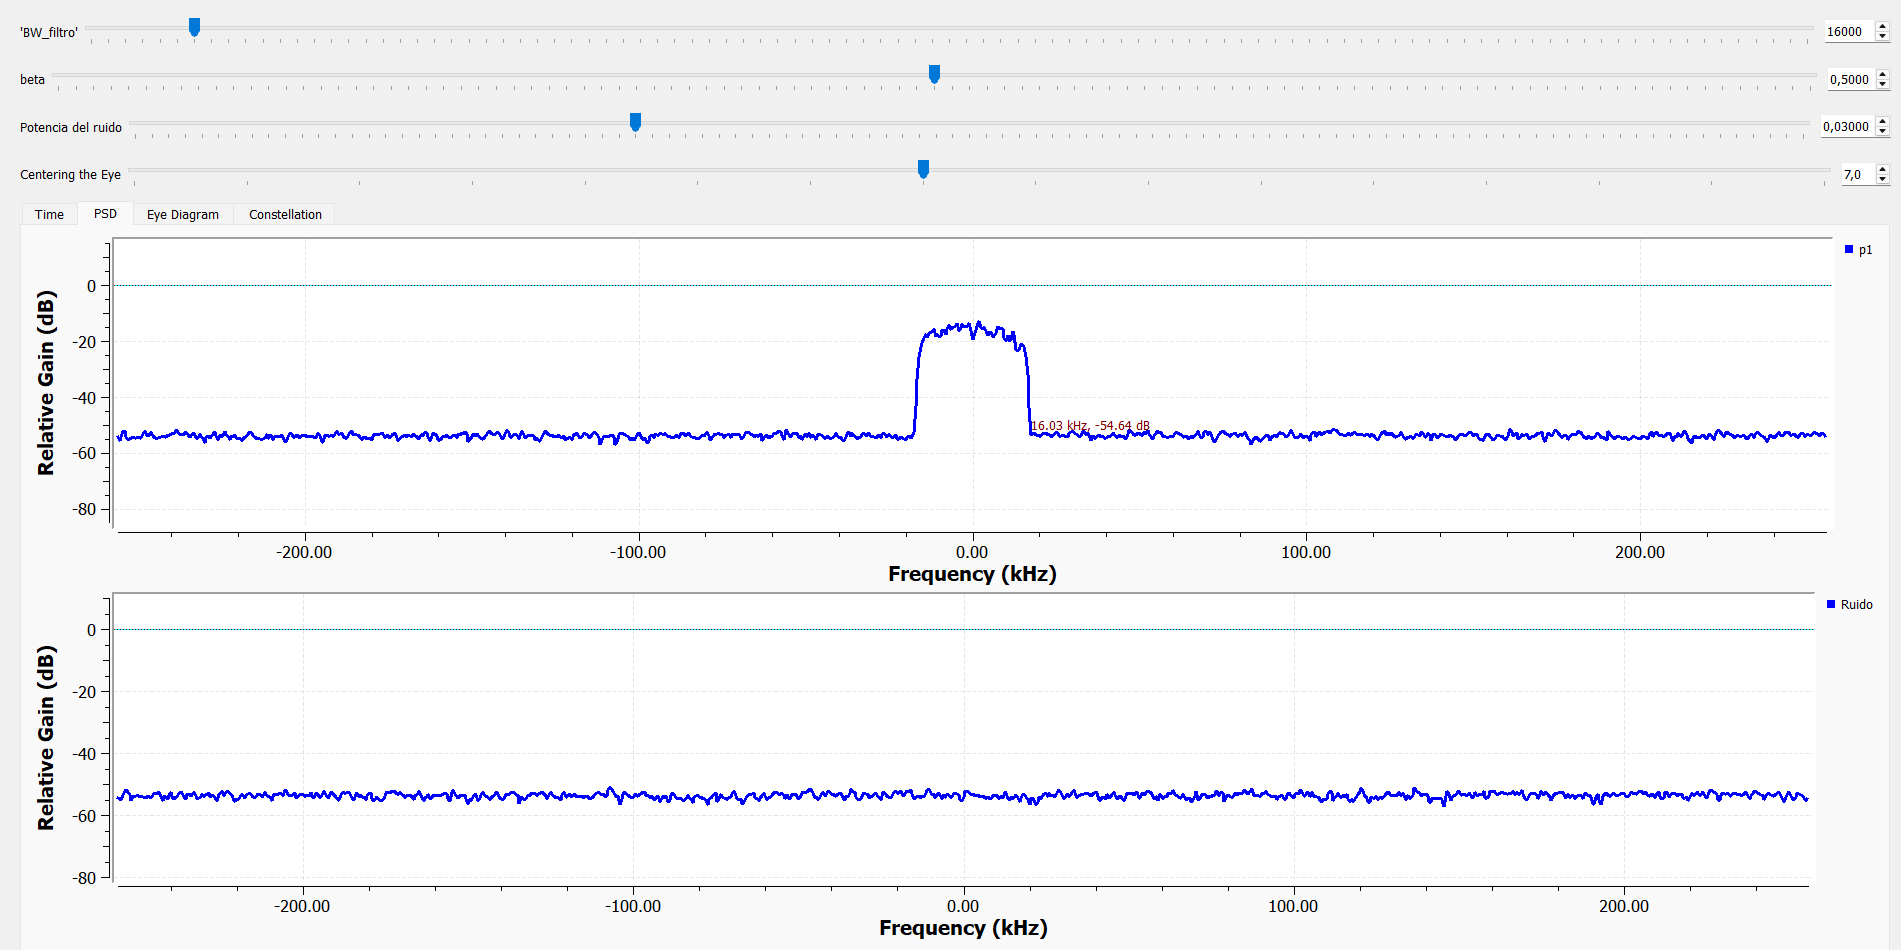 'BW_filtro' 16000
beta 0,5000
Potencia del ruido 0,03000
Centering the Eye 7,0
Time PSD Eye Diagram Constellation
p1
Relative Gain (dB)
0
-20
-40
-60
-80
16.03 kHz, -54.64 dB
-200.00 -100.00 0.00 100.00 200.00
Frequency (kHz)
Ruido
Relative Gain (dB)
0
-20
-40
-60
-80
-200.00 -100.00 0.00 100.00 200.00
Frequency (kHz)